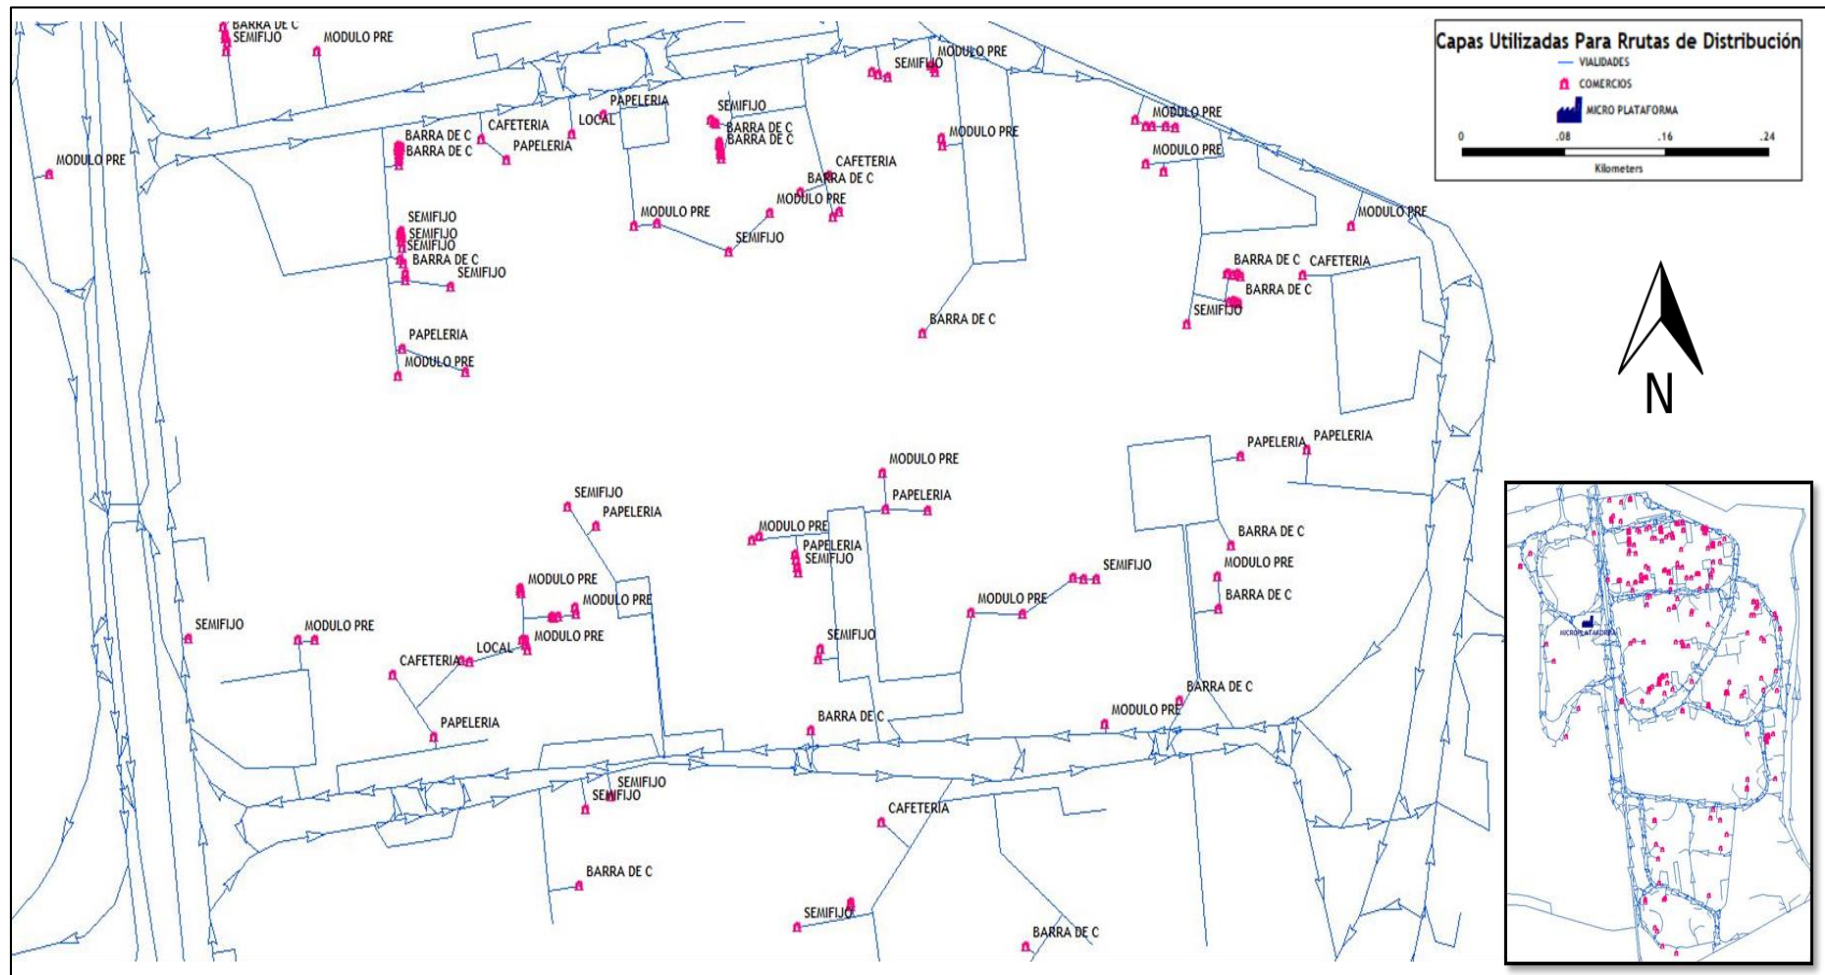 BARRA DE C
SEMIFIJO
MODULO PRE
MODULO PRE
SEMIFIJO
PAPELERIA
SEMIFIJO
LOCAL
CAFETERIA
BARRA DE C
BARRA DE C
BARRA DE C
BARRA DE C
PAPELERIA
MODULO PRE
MODULO PRE
MODULO PRE
MODULO PRE
CAFETERIA
BARRA DE C
MODULO PRE
MODULO PRE
MODULO PRE
SEMIFIJO
SEMIFIJO
SEMIFIJO
SEMIFIJO
BARRA DE C
SEMIFIJO
BARRA DE C
CAFETERIA
BARRA DE C
SEMIFIJO
BARRA DE C
PAPELERIA
MODULO PRE
PAPELERIA
PAPELERIA
MODULO PRE
SEMIFIJO
PAPELERIA
PAPELERIA
MODULO PRE
PAPELERIA
SEMIFIJO
BARRA DE C
MODULO PRE
SEMIFIJO
MODULO PRE
BARRA DE C
MODULO PRE
MODULO PRE
SEMIFIJO
MODULO PRE
MODULO PRE
SEMIFIJO
LOCAL
CAFETERIA
BARRA DE C
MODULO PRE
BARRA DE C
PAPELERIA
SEMIFIJO
SEMIFIJO
CAFETERIA
BARRA DE C
SEMIFIJO
BARRA DE C
Capas Utilizadas Para Rrutas de Distribución
VIALIDADES
COMERCIOS
MICRO PLATAFORMA
0 .08 .16 .24
Kilometers
N
MICROPLATAFORMA